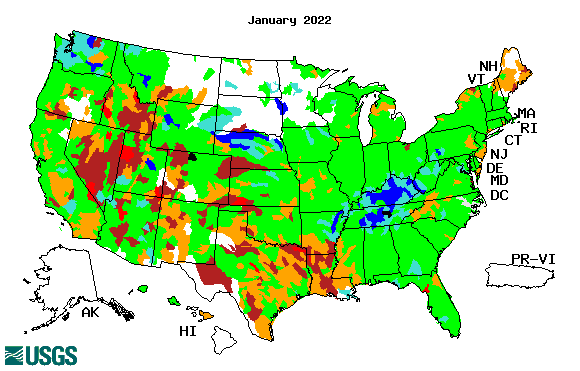 January 2022
NH
VT
MA
RI
CT
NJ
DE
MD
DC
PR-VI
AK
HI
USGS